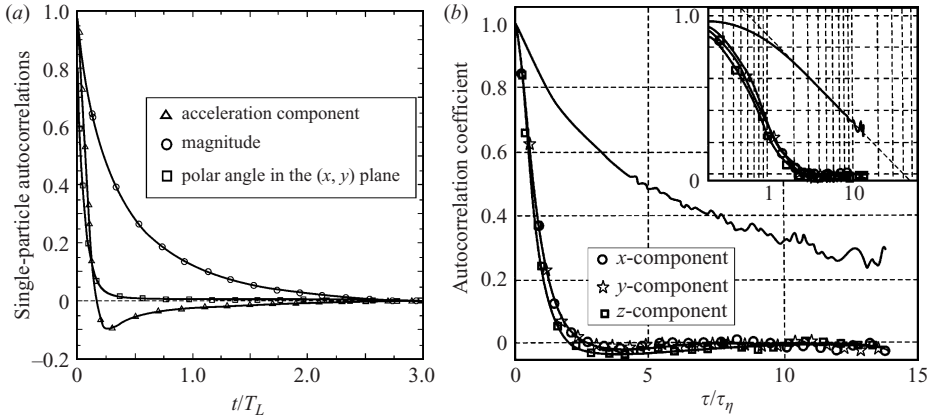 (a)
Single-particle autocorrelations
1.0
0.8
0.6
0.4
0.2
0
–0.2
acceleration component
magnitude
polar angle in the (x, y) plane
0
1.0
2.0
3.0
t/T_L
(b)
Autocorrelation coefficient
1.0
0.8
0.6
0.4
0.2
0
1.0
0
1
10
x-component
y-component
z-component
0
5
10
15
τ/τ_η